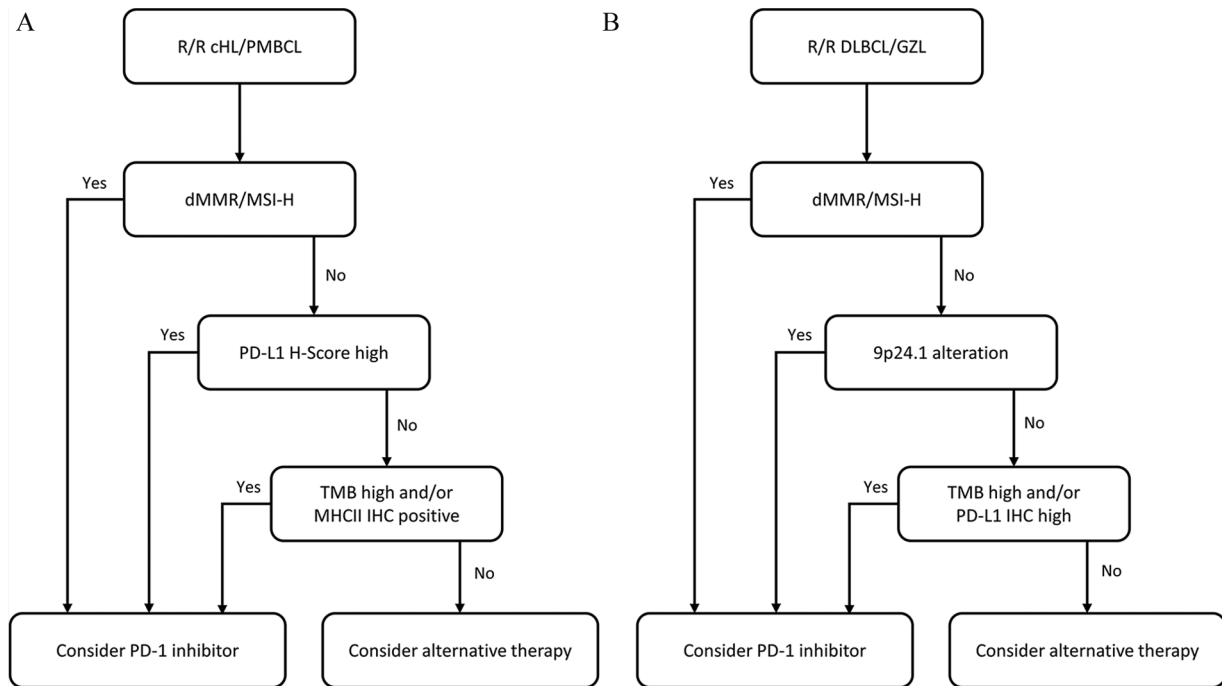 A
R/R cHL/PMBCL
Yes
dMMR/MSI-H
No
Yes
PD-L1 H-Score high
No
Yes
TMB high and/or
MHCII IHC positive
No
Consider PD-1 inhibitor
Consider alternative therapy
B
R/R DLBCL/GZL
Yes
dMMR/MSI-H
No
Yes
9p24.1 alteration
No
Yes
TMB high and/or
PD-L1 IHC high
No
Consider PD-1 inhibitor
Consider alternative therapy